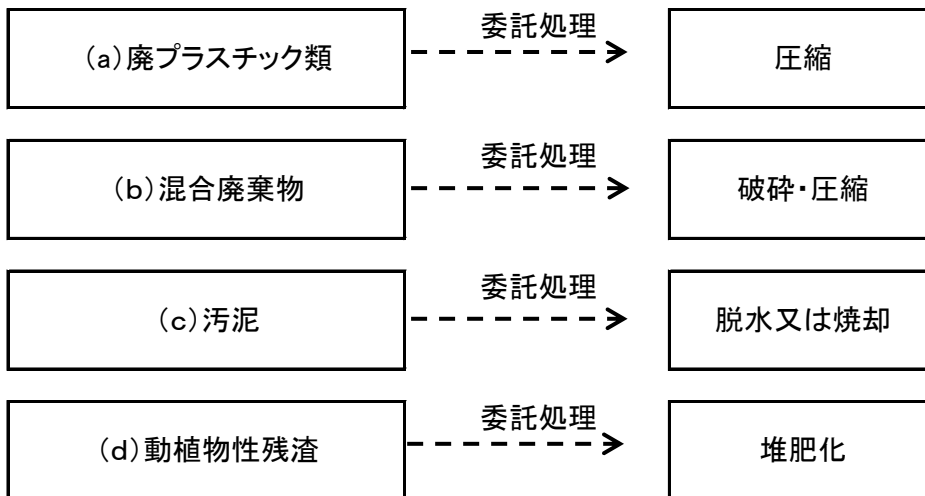 (a)廃プラスチック類
委託処理
圧縮
(b)混合廃棄物
委託処理
破砕・圧縮
(c)汚泥
委託処理
脱水又は焼却
(d)動植物性残渣
委託処理
堆肥化